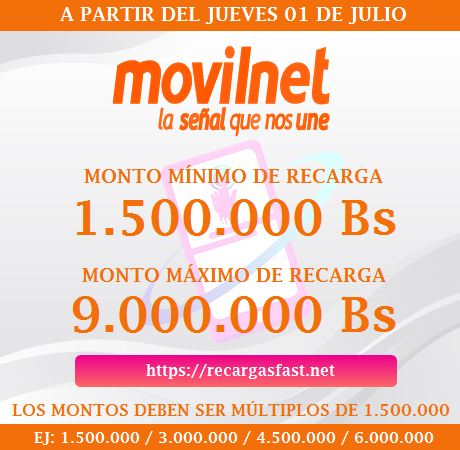 A PARTIR DEL JUEVES 01 DE JULIO
movilnet
la señal que nos une
MONTO MÍNIMO DE RECARGA
1.500.000 Bs
MONTO MÁXIMO DE RECARGA
9.000.000 Bs
https://recargasfast.net
LOS MONTOS DEBEN SER MÚLTIPLOS DE 1.500.000
EJ: 1.500.000 / 3.000.000 / 4.500.000 / 6.000.000